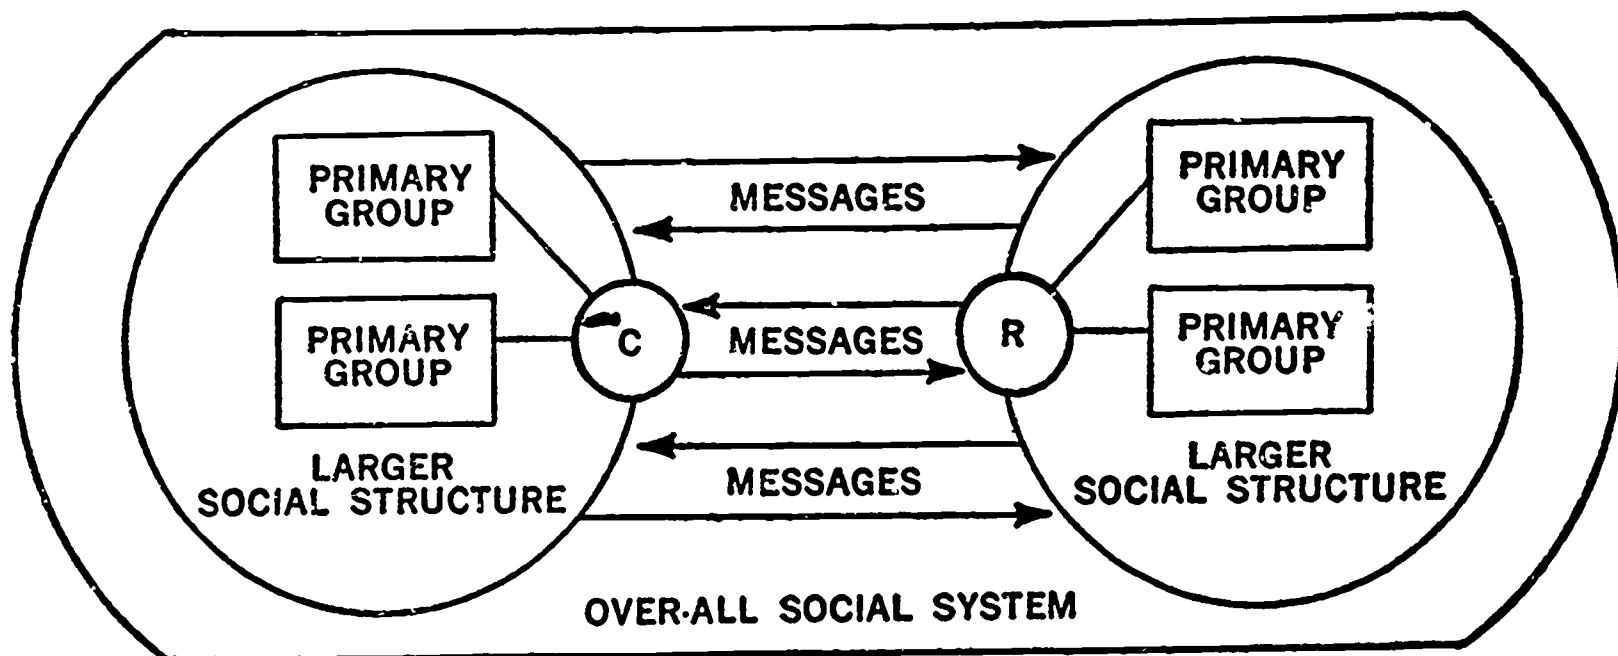 PRIMARY
GROUP
MESSAGES
PRIMARY
GROUP
PRIMARY
GROUP
C
MESSAGES
R
PRIMARY
GROUP
LARGER
SOCIAL STRUCTURE
MESSAGES
LARGER
SOCIAL STRUCTURE
OVER-ALL SOCIAL SYSTEM